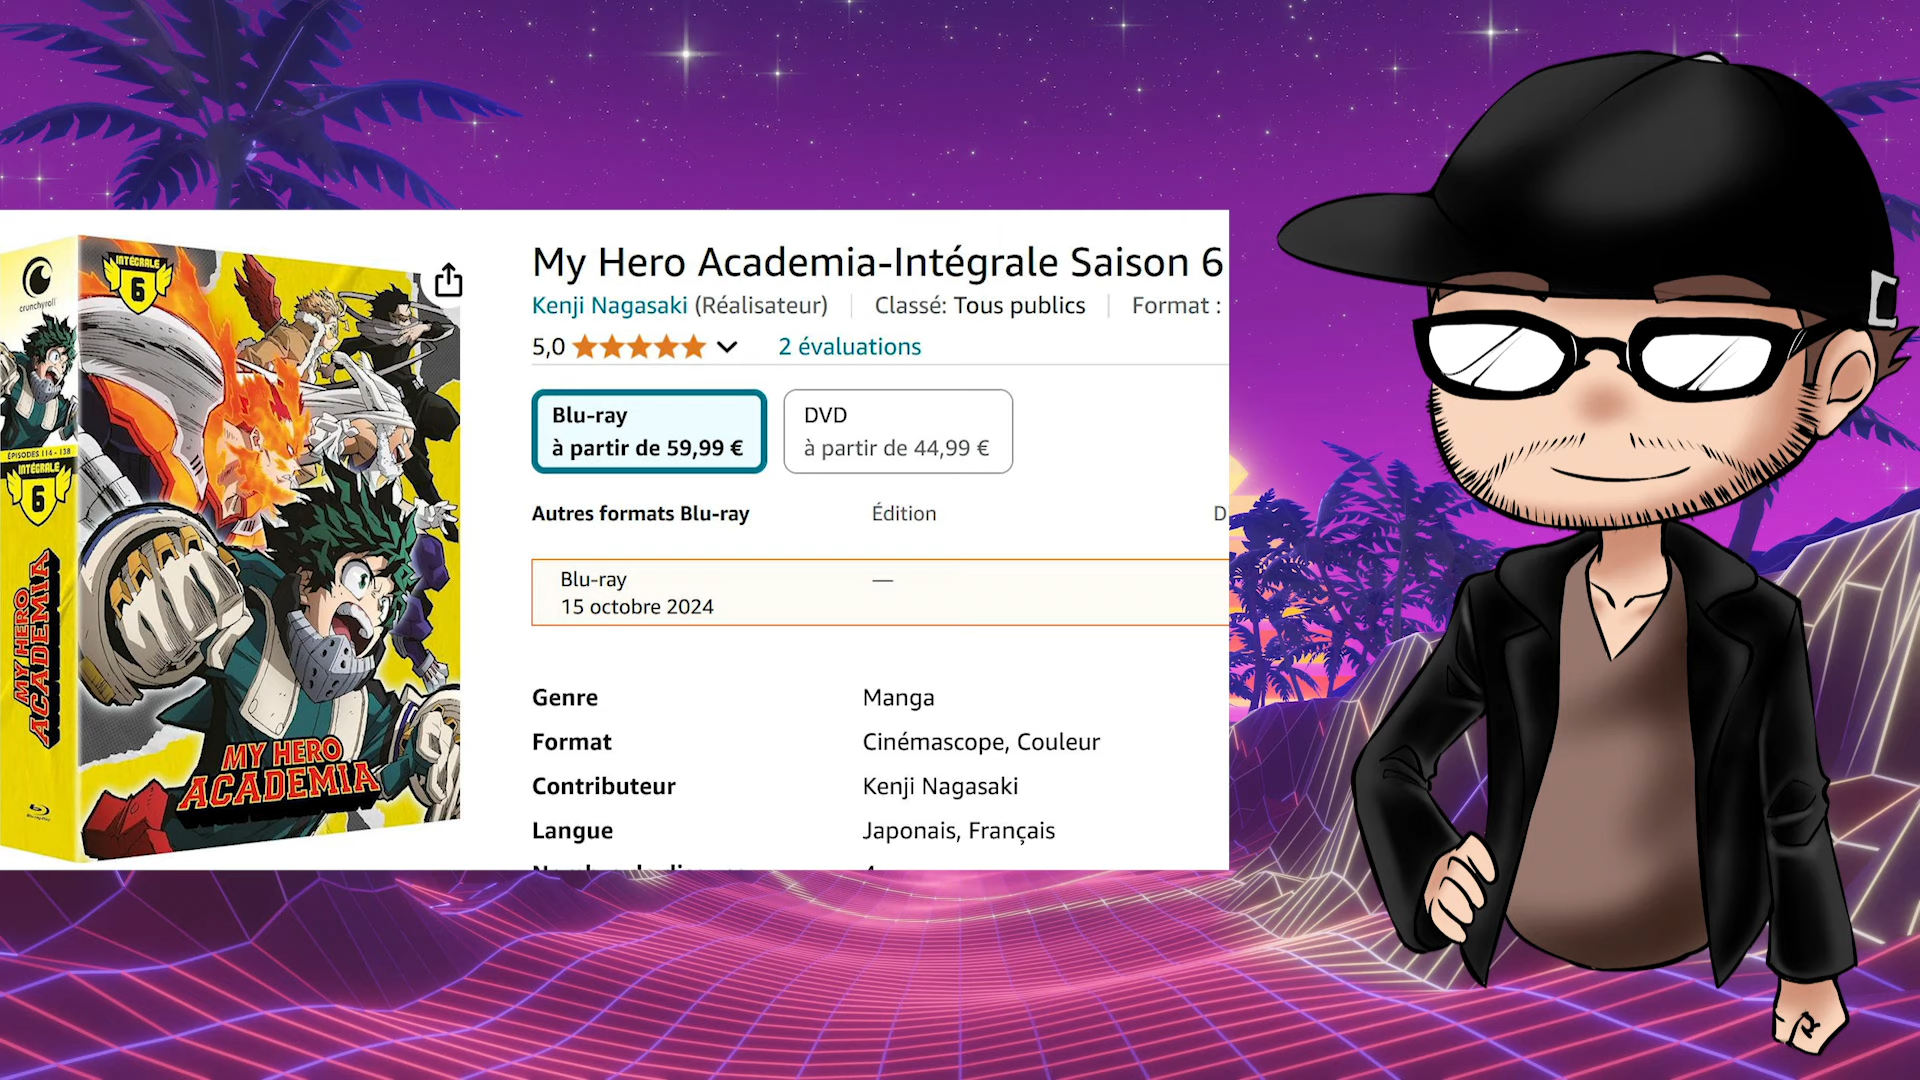 My Hero Academia-Intégrale Saison 6
Kenji Nagasaki (Réalisateur) Classé: Tous publics Format :
5,0 2 évaluations
Blu-ray
à partir de 59,99 €
DVD
à partir de 44,99 €
Autres formats Blu-ray Édition D
Blu-ray —
15 octobre 2024
Genre Manga
Format Cinémascope, Couleur
Contributeur Kenji Nagasaki
Langue Japonais, Français
crunchyroll
ÉPISODES 114 - 138
INTÉGRALE
6
MY HERO
ACADEMIA
INTÉGRALE
6
MY HERO
ACADEMIA